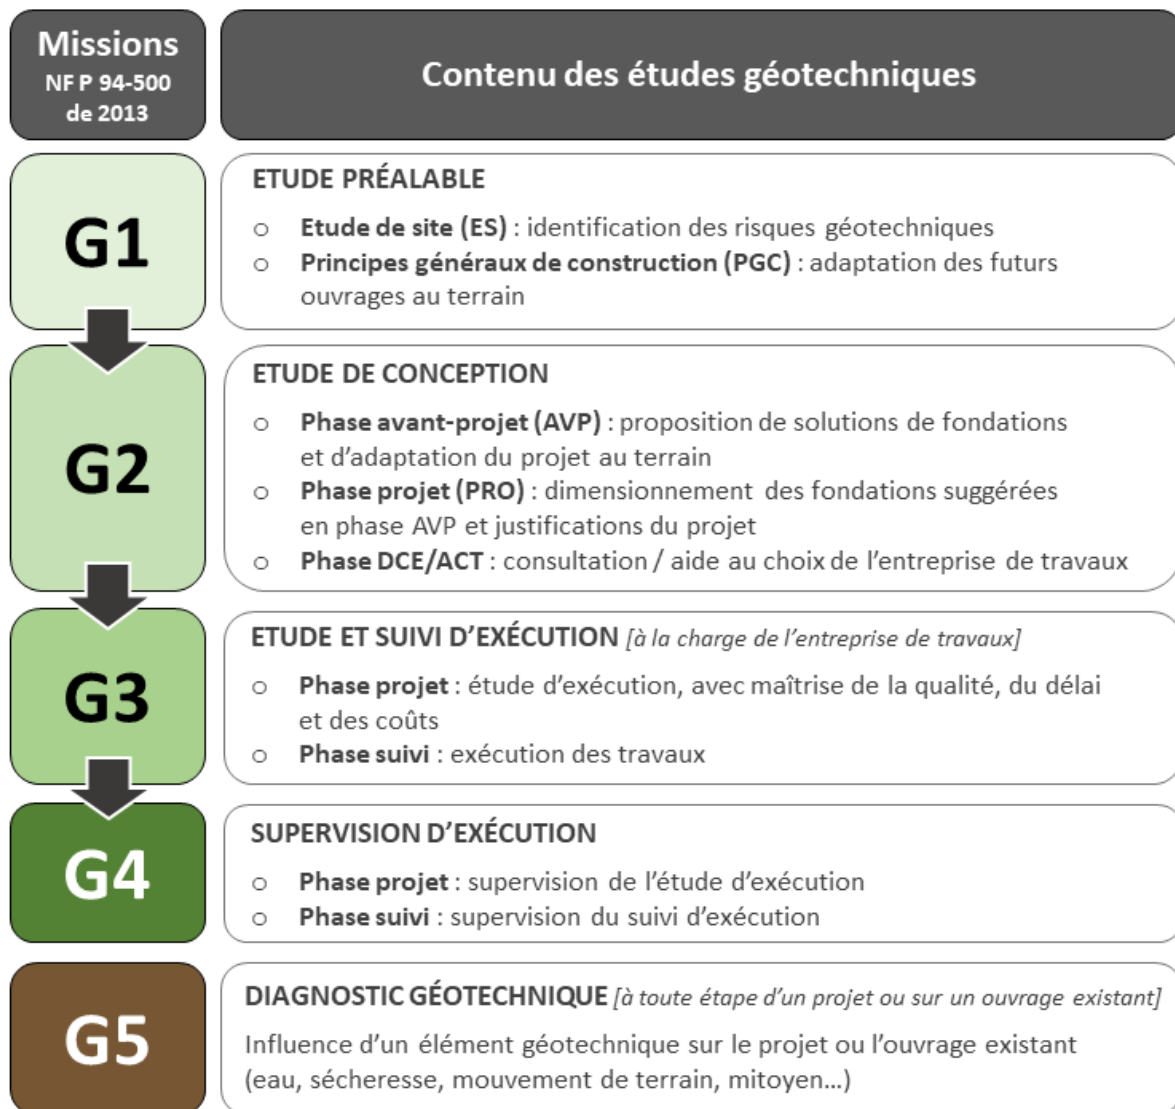 Missions
NF P 94-500
de 2013
Contenu des études géotechniques
G1
ETUDE PRÉALABLE
o Etude de site (ES) : identification des risques géotechniques
o Principes généraux de construction (PGC) : adaptation des futurs
ouvrages au terrain
G2
ETUDE DE CONCEPTION
o Phase avant-projet (AVP) : proposition de solutions de fondations
et d’adaptation du projet au terrain
o Phase projet (PRO) : dimensionnement des fondations suggérées
en phase AVP et justifications du projet
o Phase DCE/ACT : consultation / aide au choix de l’entreprise de travaux
G3
ETUDE ET SUIVI D’EXÉCUTION [à la charge de l’entreprise de travaux]
o Phase projet : étude d’exécution, avec maîtrise de la qualité, du délai
et des coûts
o Phase suivi : exécution des travaux
G4
SUPERVISION D’EXÉCUTION
o Phase projet : supervision de l’étude d’exécution
o Phase suivi : supervision du suivi d’exécution
G5
DIAGNOSTIC GÉOTECHNIQUE [à toute étape d’un projet ou sur un ouvrage existant]
Influence d’un élément géotechnique sur le projet ou l’ouvrage existant
(eau, sécheresse, mouvement de terrain, mitoyen…)